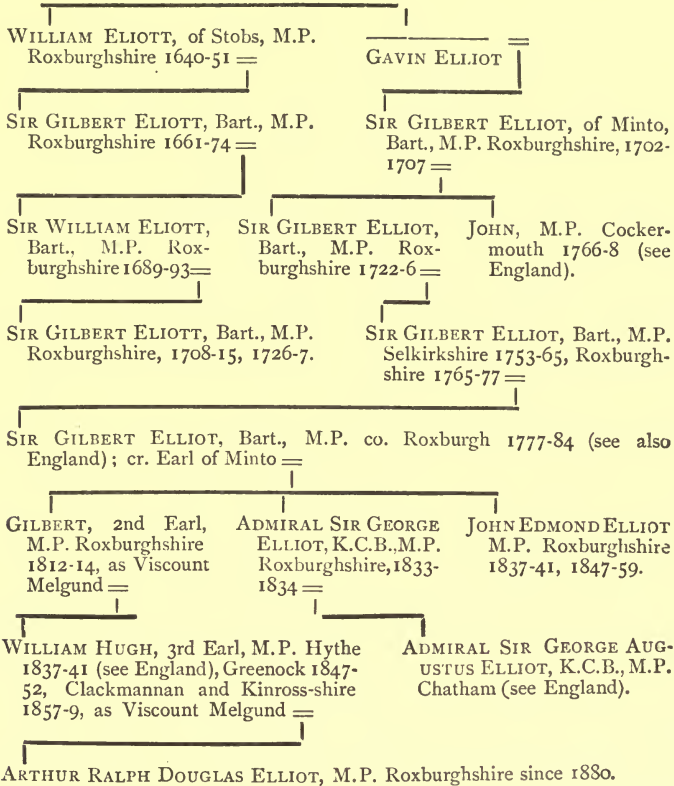 WILLIAM ELIOTT, of Stobs, M.P.
Roxburghshire 1640-51 =
GAVIN ELLIOT =
SIR GILBERT ELIOTT, Bart., M.P.
Roxburghshire 1661-74 =
SIR GILBERT ELLIOT, of Minto,
Bart., M.P. Roxburghshire, 1702-
1707 =
SIR WILLIAM ELIOTT,
Bart., M.P. Rox-
burghshire 1689-93=
SIR GILBERT ELLIOT,
Bart., M.P. Rox-
burghshire 1722-6 =
JOHN, M.P. Cocker-
mouth 1766-8 (see
England).
SIR GILBERT ELIOTT, Bart., M.P.
Roxburghshire, 1708-15, 1726-7.
SIR GILBERT ELLIOT, Bart., M.P.
Selkirkshire 1753-65, Roxburgh-
shire 1765-77 =
SIR GILBERT ELLIOT, Bart., M.P. co. Roxburgh 1777-84 (see also
England) ; cr. Earl of Minto =
GILBERT, 2nd Earl,
M.P. Roxburghshire
1812-14, as Viscount
Melgund =
ADMIRAL SIR GEORGE
ELLIOT, K.C.B., M.P.
Roxburghshire, 1833-
1834 =
JOHN EDMOND ELLIOT
M.P. Roxburghshire
1837-41, 1847-59.
WILLIAM HUGH, 3rd Earl, M.P. Hythe
1837-41 (see England), Greenock 1847-
52, Clackmannan and Kinross-shire
1857-9, as Viscount Melgund =
ADMIRAL SIR GEORGE AUG-
USTUS ELLIOT, K.C.B., M.P.
Chatham (see England).
ARTHUR RALPH DOUGLAS ELLIOT, M.P. Roxburghshire since 1880.